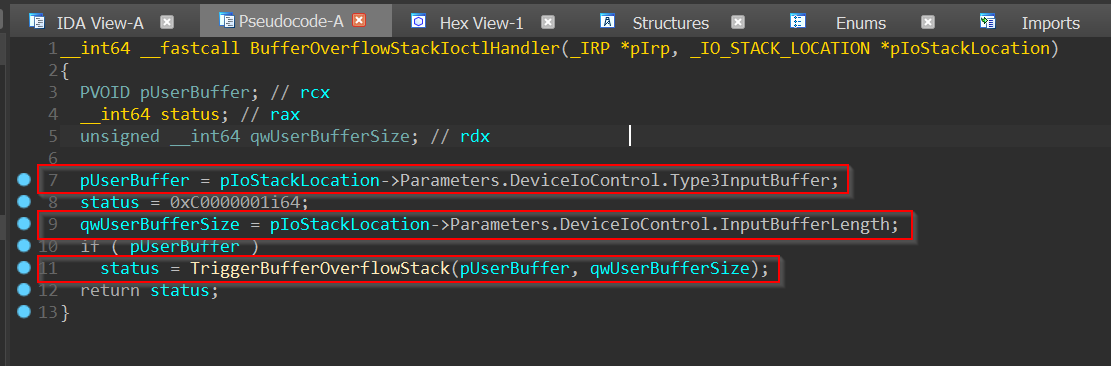 IDA View-A Pseudocode-A Hex View-1 Structures Enums Imports
1 __int64 __fastcall BufferOverflowStackIoctlHandler(_IRP *pIrp, _IO_STACK_LOCATION *pIoStackLocation)
2 {
3 PVOID pUserBuffer; // rcx
4 __int64 status; // rax
5 unsigned __int64 qwUserBufferSize; // rdx
6
7 pUserBuffer = pIoStackLocation->Parameters.DeviceIoControl.Type3InputBuffer;
8 status = 0xC0000001i64;
9 qwUserBufferSize = pIoStackLocation->Parameters.DeviceIoControl.InputBufferLength;
10 if ( pUserBuffer )
11 status = TriggerBufferOverflowStack(pUserBuffer, qwUserBufferSize);
12 return status;
13 }